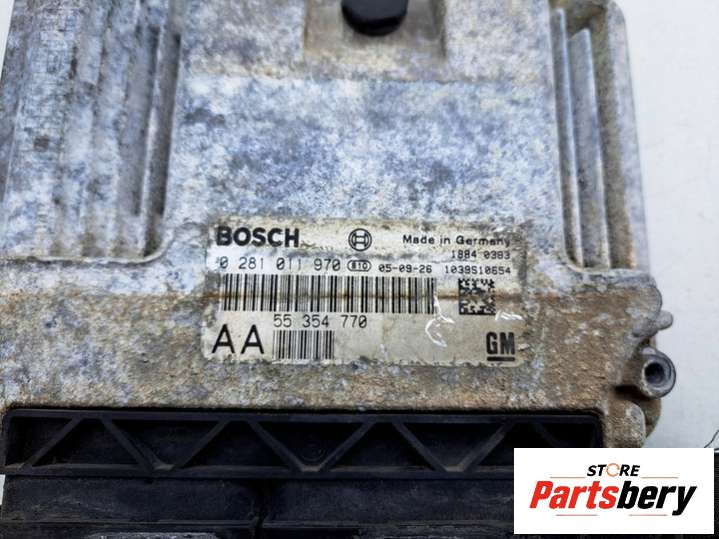 BOSCH Made in Germany
1884 0383
0 281 011 970 810 05-09-26 1039S10654
55 354 770
AA GM
STORE
Partsbery